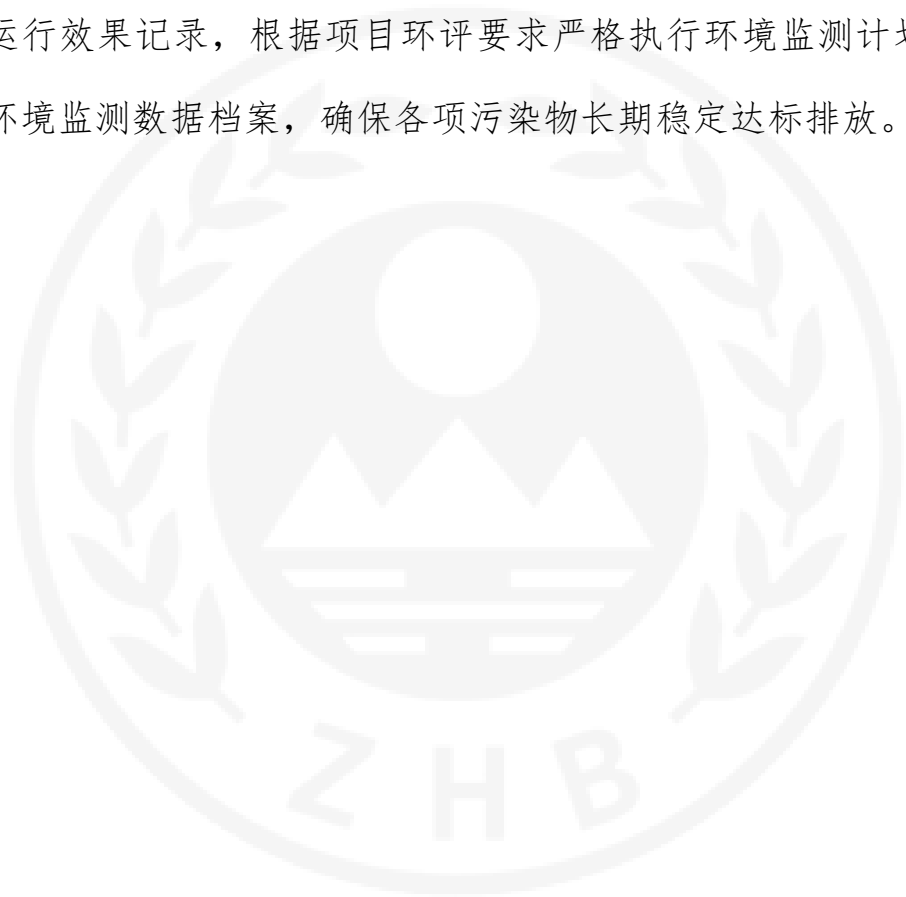 运行效果记录，根据项目环评要求严格执行环境监测计
环境监测数据档案，确保各项污染物长期稳定达标排放。
ZHB